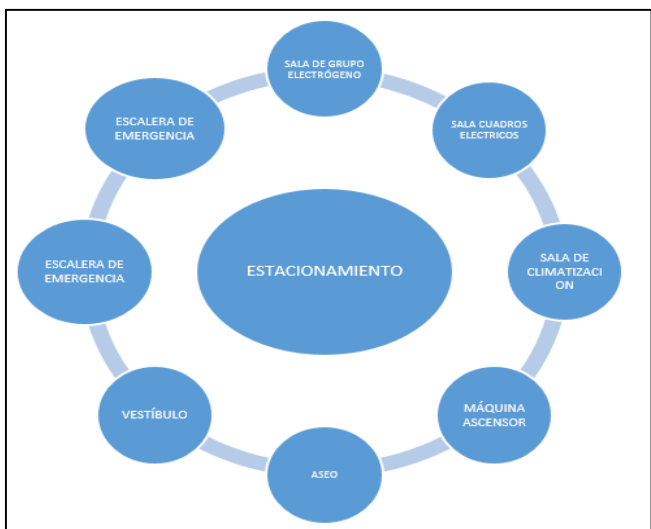 SALA DE GRUPO
ELECTRÓGENO
SALA CUADROS
ELECTRICOS
SALA DE
CLIMATIZACI
ON
MÁQUINA
ASCENSOR
ASEO
VESTÍBULO
ESCALERA DE
EMERGENCIA
ESCALERA DE
EMERGENCIA
ESTACIONAMIENTO